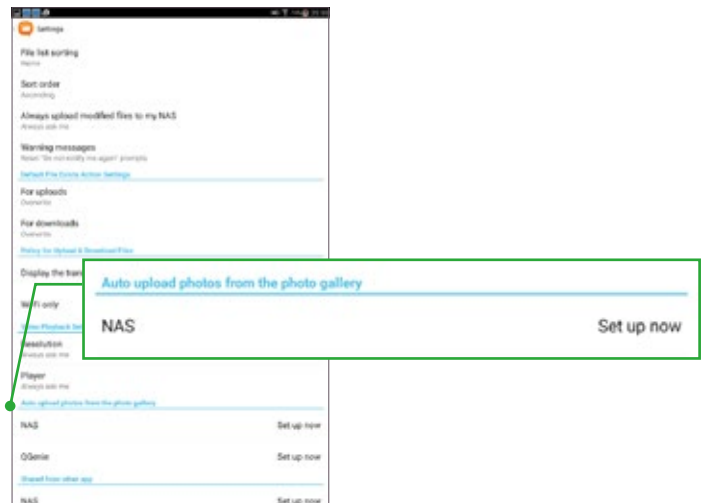 Settings
File list sorting
Name
Sort order
Ascending
Always upload modified files to my NAS
Always ask me
Warning messages
Reset "Do not notify me again" prompts
Default File Exists Action Settings
For uploads
Overwrite
For downloads
Overwrite
Policy for Upload & Download Files
Display the
Wi-Fi only
Video Playback
Resolution
Always ask me
Player
Always ask me
Auto upload photos from the photo gallery
NAS Set up now
QGenie Set up now
Shared from other app
NAS Set up now
Auto upload photos from the photo gallery
NAS Set up now